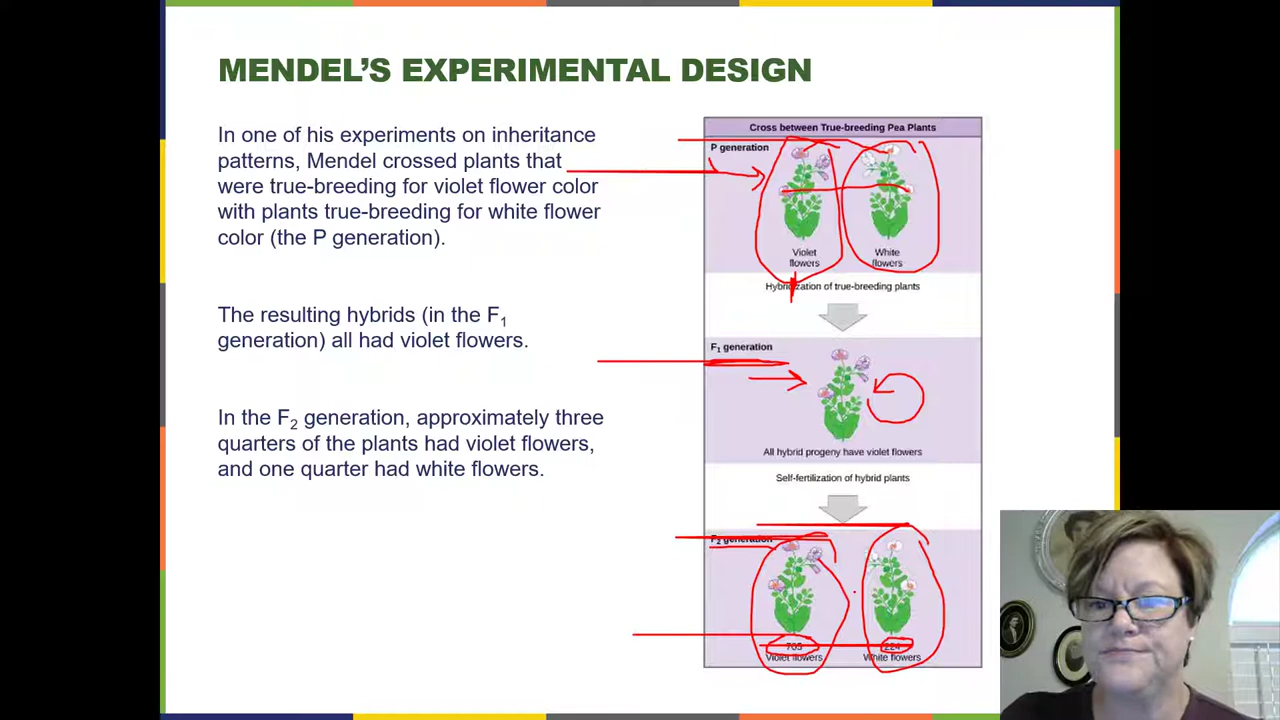 MENDEL'S EXPERIMENTAL DESIGN
In one of his experiments on inheritance
patterns, Mendel crossed plants that
were true-breeding for violet flower color
with plants true-breeding for white flower
color (the P generation).
The resulting hybrids (in the F1
generation) all had violet flowers.
In the F2 generation, approximately three
quarters of the plants had violet flowers,
and one quarter had white flowers.
Cross between True-breeding Pea Plants
P generation
Violet
flowers
White
flowers
Hybridization of true-breeding plants
F1 generation
All hybrid progeny have violet flowers
Self-fertilization of hybrid plants
F2 generation
705
Violet flowers
224
White flowers